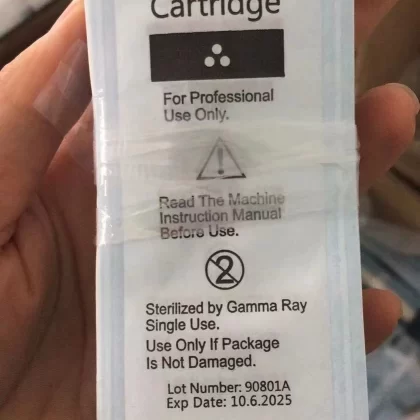 Cartridge
For Professional
Use Only.
Read The Machine
Instruction Manual
Before Use.
2
Sterilized by Gamma Ray
Single Use.
Use Only If Package
Is Not Damaged.
Lot Number: 90801A
Exp Date: 10.6.2025